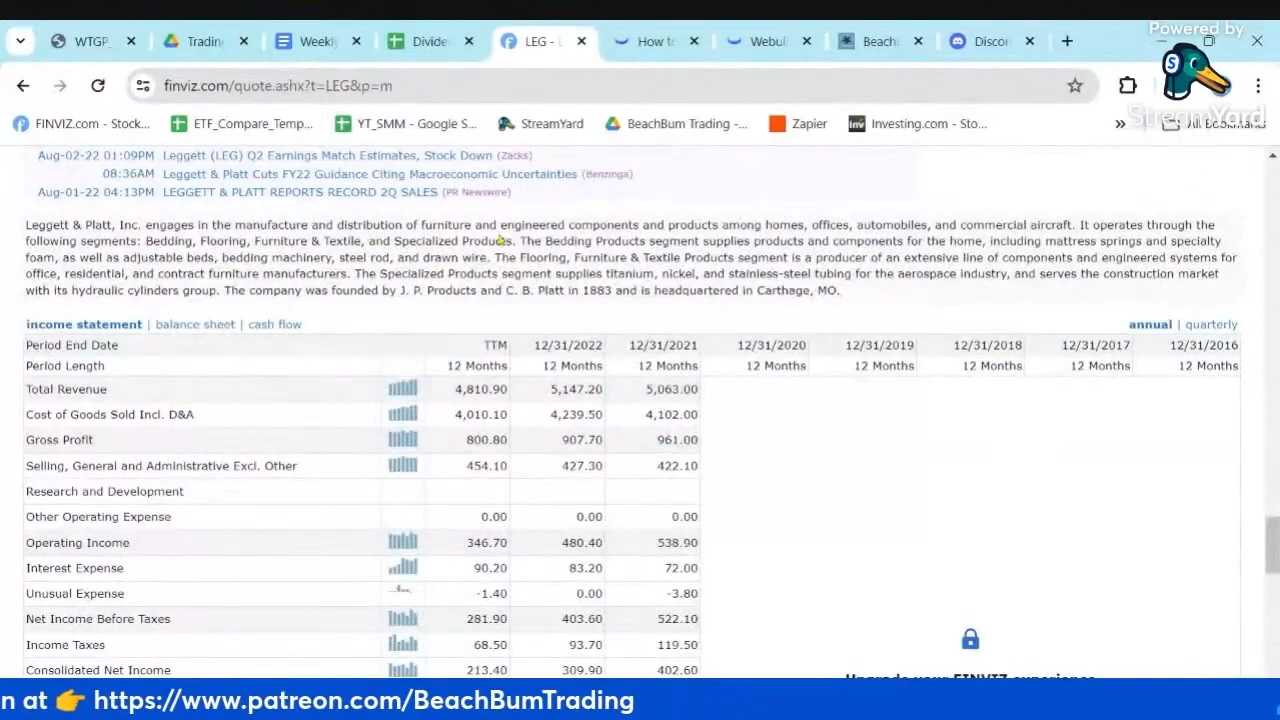 Powered by
StreamYard
WTGP_
Tradin
Weekly
Divide
LEG - L
How to
Webull
Beach
Disco
finviz.com/quote.ashx?t=LEG&p=m
FINVIZ.com - Stock...
ETF_Compare_Temp...
YT_SMM - Google S...
StreamYard
BeachBum Trading -...
Zapier
Investing.com - Sto...
»
All Bookmarks
Aug-02-22 01:09PM Leggett (LEG) Q2 Earnings Match Estimates, Stock Down (Zacks)
08:36AM Leggett & Platt Cuts FY22 Guidance Citing Macroeconomic Uncertainties (Benzinga)
Aug-01-22 04:13PM LEGGETT & PLATT REPORTS RECORD 2Q SALES (PR Newswire)
Leggett & Platt, Inc. engages in the manufacture and distribution of furniture and engineered components and products among homes, offices, automobiles, and commercial aircraft. It operates through the
following segments: Bedding, Flooring, Furniture & Textile, and Specialized Products. The Bedding Products segment supplies products and components for the home, including mattress springs and specialty
foam, as well as adjustable beds, bedding machinery, steel rod, and drawn wire. The Flooring, Furniture & Textile Products segment is a producer of an extensive line of components and engineered systems for
office, residential, and contract furniture manufacturers. The Specialized Products segment supplies titanium, nickel, and stainless-steel tubing for the aerospace industry, and serves the construction market
with its hydraulic cylinders group. The company was founded by J. P. Products and C. B. Platt in 1883 and is headquartered in Carthage, MO.
income statement | balance sheet | cash flow annual | quarterly
Period End Date TTM 12/31/2022 12/31/2021 12/31/2020 12/31/2019 12/31/2018 12/31/2017 12/31/2016
Period Length 12 Months 12 Months 12 Months 12 Months 12 Months 12 Months 12 Months 12 Months
Total Revenue 4,810.90 5,147.20 5,063.00
Cost of Goods Sold Incl. D&A 4,010.10 4,239.50 4,102.00
Gross Profit 800.80 907.70 961.00
Selling, General and Administrative Excl. Other 454.10 427.30 422.10
Research and Development
Other Operating Expense 0.00 0.00 0.00
Operating Income 346.70 480.40 538.90
Interest Expense 90.20 83.20 72.00
Unusual Expense -1.40 0.00 -3.80
Net Income Before Taxes 281.90 403.60 522.10
Income Taxes 68.50 93.70 119.50
Consolidated Net Income 213.40 309.90 402.60
Upgrade your FINVIZ experience
n at 👉 https://www.patreon.com/BeachBumTrading